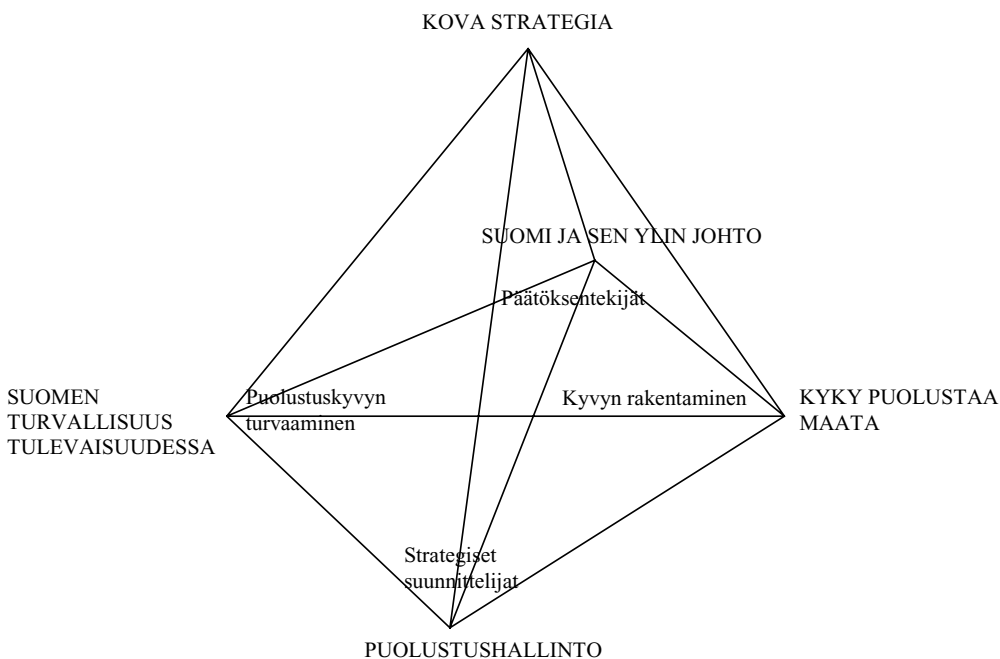 KOVA STRATEGIA
SUOMI JA SEN YLIN JOHTO
Päätöksentekijät
SUOMEN
TURVALLISUUS
TULEVAISUUDESSA
Puolustuskyvyn
turvaaminen
Kyvyn rakentaminen
KYKY PUOLUSTAA
MAATA
Strategiset
suunnittelijat
PUOLUSTUSHALLINTO